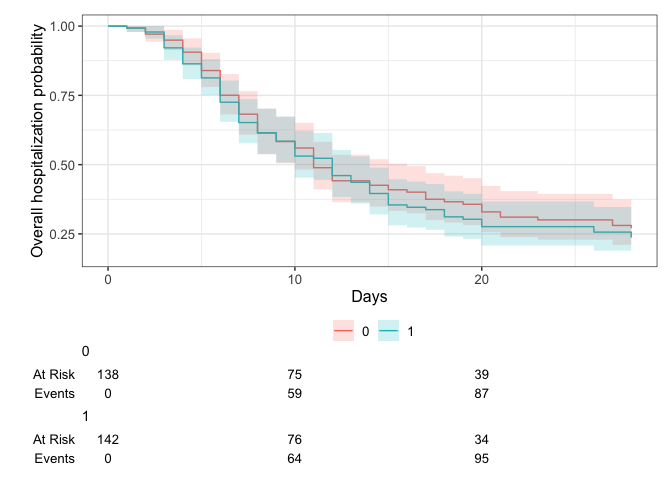 Overall hospitalization probability
1.00
0.75
0.50
0.25
0 10 20
Days
0 1
0
At Risk 138 75 39
Events 0 59 87
1
At Risk 142 76 34
Events 0 64 95